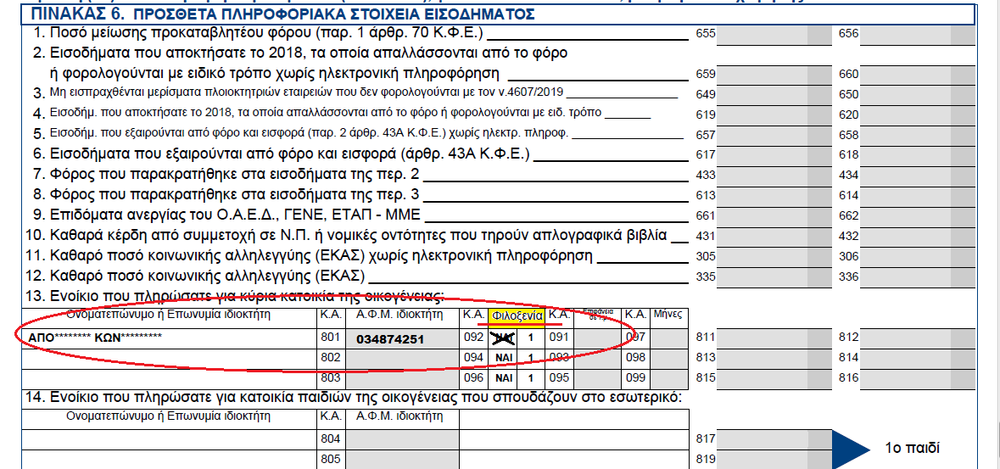 ΠΙΝΑΚΑΣ 6. ΠΡΟΣΘΕΤΑ ΠΛΗΡΟΦΟΡΙΑΚΑ ΣΤΟΙΧΕΙΑ ΕΙΣΟΔΗΜΑΤΟΣ
1. Ποσό μείωσης προκαταβλητέου φόρου (παρ. 1 άρθρ. 70 Κ.Φ.Ε.) 655 656
2. Εισοδήματα που αποκτήσατε το 2018, τα οποία απαλλάσσονται από το φόρο
ή φορολογούνται με ειδικό τρόπο χωρίς ηλεκτρονική πληροφόρηση 659 660
3. Μη εισπραχθένται μερίσματα πλοιοκτητριών εταιρειών που δεν φορολογούνται με τον ν.4607/2019 649 650
4. Εισοδήμ. που αποκτήσατε το 2018, τα οποία απαλλάσσονται από το φόρο ή φορολογούνται με ειδ. τρόπο 619 620
5. Εισοδήμ. που εξαιρούνται από φόρο και εισφορά (παρ. 2 άρθρ. 43Α Κ.Φ.Ε.) χωρίς ηλεκτρ. πληροφ. 657 658
6. Εισοδήματα που εξαιρούνται από φόρο και εισφορά (άρθρ. 43Α Κ.Φ.Ε.) 617 618
7. Φόρος που παρακρατήθηκε στα εισοδήματα της περ. 2 433 434
8. Φόρος που παρακρατήθηκε στα εισοδήματα της περ. 3 613 614
9. Επιδόματα ανεργίας του Ο.Α.Ε.Δ., ΓΕΝΕ, ΕΤΑΠ - ΜΜΕ 661 662
10. Καθαρά κέρδη από συμμετοχή σε Ν.Π. ή νομικές οντότητες που τηρούν απλογραφικά βιβλία 431 432
11. Καθαρό ποσό κοινωνικής αλληλεγγύης (ΕΚΑΣ) χωρίς ηλεκτρονική πληροφόρηση 305 306
12. Καθαρό ποσό κοινωνικής αλληλεγγύης (ΕΚΑΣ) 335 336
13. Ενοίκιο που πληρώσατε για κύρια κατοικία της οικογένειας:
Ονοματεπώνυμο ή Επωνυμία ιδιοκτήτη Κ.Α. Α.Φ.Μ. ιδιοκτήτη Κ.Α. Φιλοξενία Κ.Α. Επιφάνεια Κ.Α. Μήνες
ΑΠΟ******** ΚΩΝ********* 801 034874251 092 ΝΑΙ 1 091 097 811 812
802 094 ΝΑΙ 1 093 098 813 814
803 096 ΝΑΙ 1 095 099 815 816
14. Ενοίκιο που πληρώσατε για κατοικία παιδιών της οικογένειας που σπουδάζουν στο εσωτερικό:
Ονοματεπώνυμο ή Επωνυμία ιδιοκτήτη Κ.Α. Α.Φ.Μ. ιδιοκτήτη
804 817
1ο παιδί
805 819